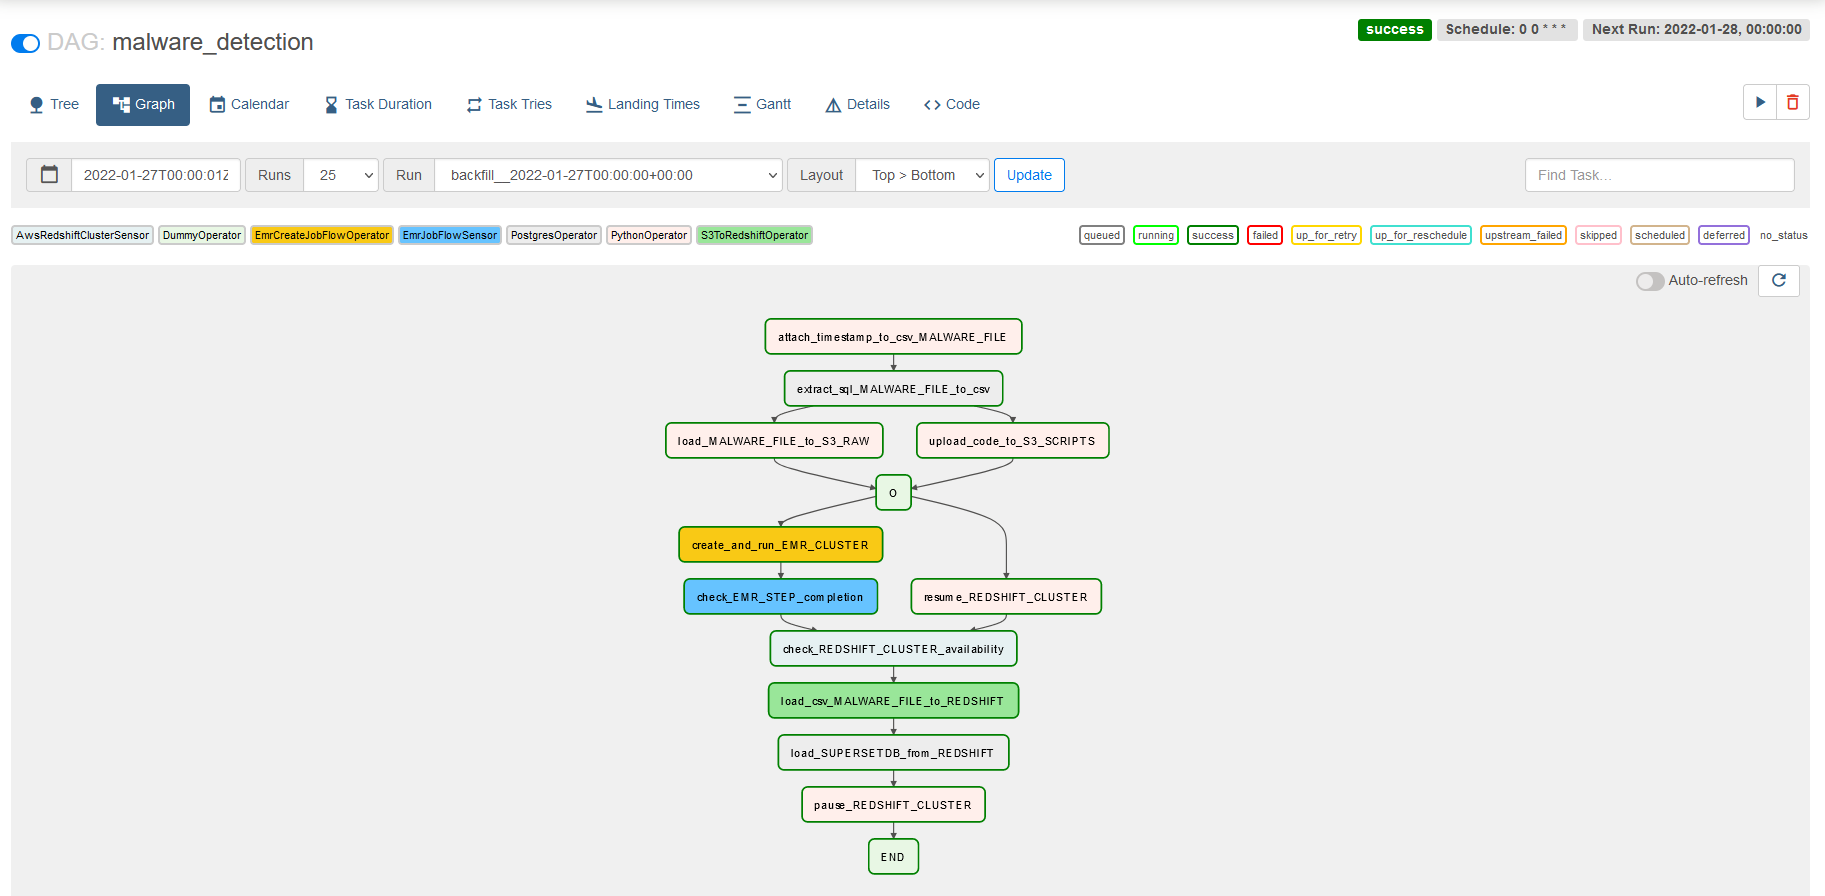 DAG: malware_detection
success
Schedule: 0 0 * * *
Next Run: 2022-01-28, 00:00:00
Tree
Graph
Calendar
Task Duration
Task Tries
Landing Times
Gantt
Details
Code
2022-01-27T00:00:01Z
Runs
25
Run
backfill__2022-01-27T00:00:00+00:00
Layout
Top > Bottom
Update
Find Task...
AwsRedshiftClusterSensor
DummyOperator
EmrCreateJobFlowOperator
EmrJobFlowSensor
PostgresOperator
PythonOperator
S3ToRedshiftOperator
queued
running
success
failed
up_for_retry
up_for_reschedule
upstream_failed
skipped
scheduled
deferred
no_status
Auto-refresh
attach_timestamp_to_csv_MALWARE_FILE
extract_sql_MALWARE_FILE_to_csv
load_MALWARE_FILE_to_S3_RAW
upload_code_to_S3_SCRIPTS
O
create_and_run_EMR_CLUSTER
check_EMR_STEP_completion
resume_REDSHIFT_CLUSTER
check_REDSHIFT_CLUSTER_availability
load_csv_MALWARE_FILE_to_REDSHIFT
load_SUPERSETDB_from_REDSHIFT
pause_REDSHIFT_CLUSTER
END